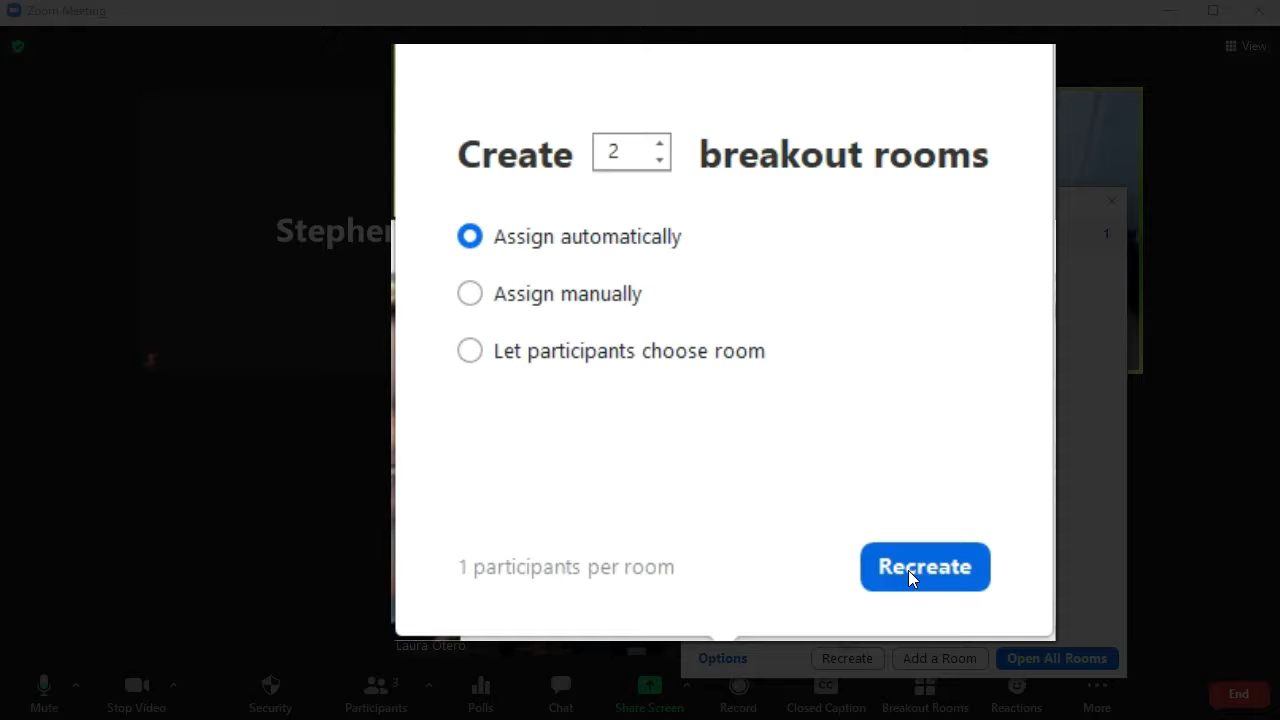 Zoom Meeting
View
Create 2 breakout rooms
Assign automatically
1
Stephen
Assign manually
Let participants choose room
1 participants per room
Recreate
Laura Otero
Options
Recreate
Add a Room
Open All Rooms
3
CC
Mute
Stop Video
Security
Participants
Polls
Chat
Share Screen
Record
Closed Caption
Breakout Rooms
Reactions
More
End